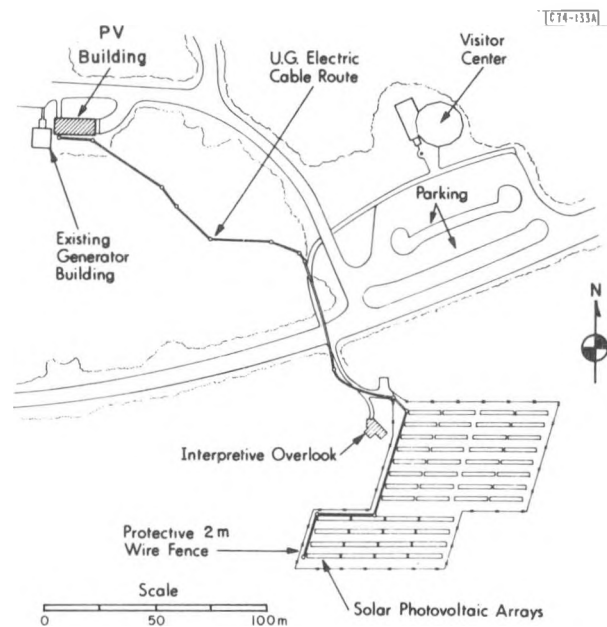 C74-133A
PV
Building
U.G. Electric
Cable Route
Visitor
Center
Parking
Existing
Generator
Building
N
Interpretive Overlook
Protective 2 m
Wire Fence
Scale
0 50 100 m
Solar Photovoltaic Arrays